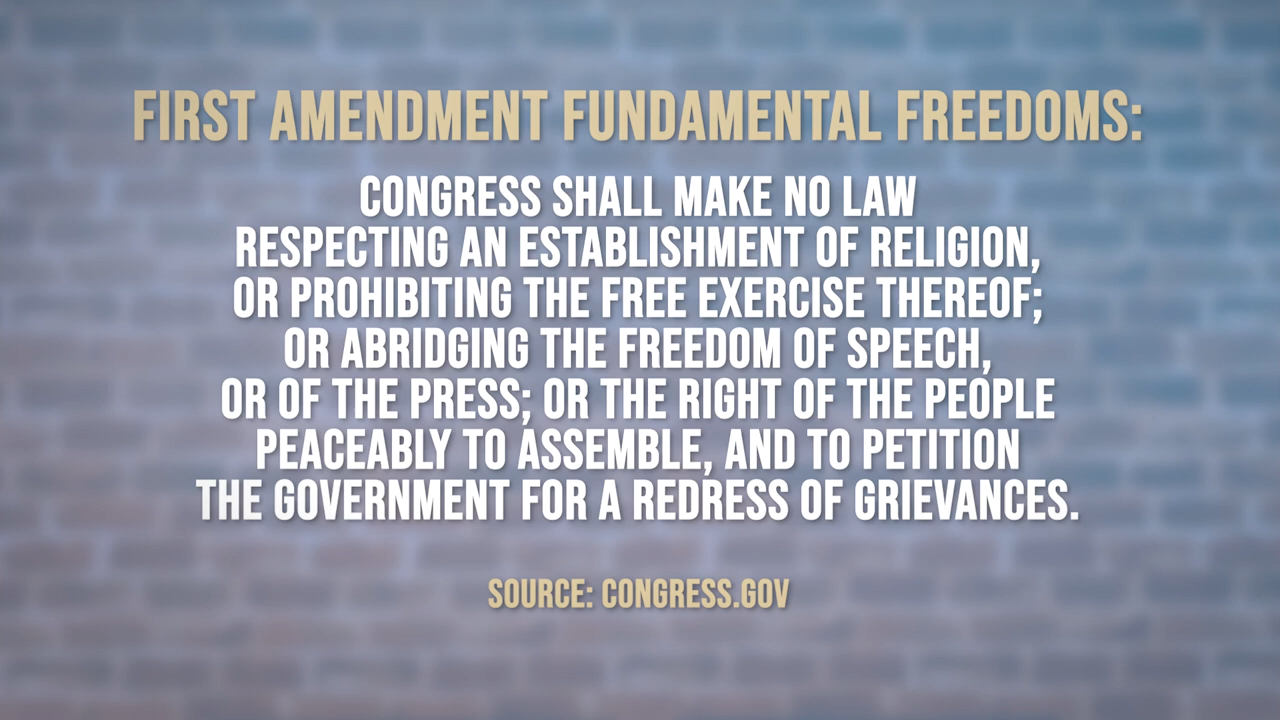 FIRST AMENDMENT FUNDAMENTAL FREEDOMS:
CONGRESS SHALL MAKE NO LAW
RESPECTING AN ESTABLISHMENT OF RELIGION,
OR PROHIBITING THE FREE EXERCISE THEREOF;
OR ABRIDGING THE FREEDOM OF SPEECH,
OR OF THE PRESS; OR THE RIGHT OF THE PEOPLE
PEACEABLY TO ASSEMBLE, AND TO PETITION
THE GOVERNMENT FOR A REDRESS OF GRIEVANCES.
SOURCE: CONGRESS.GOV